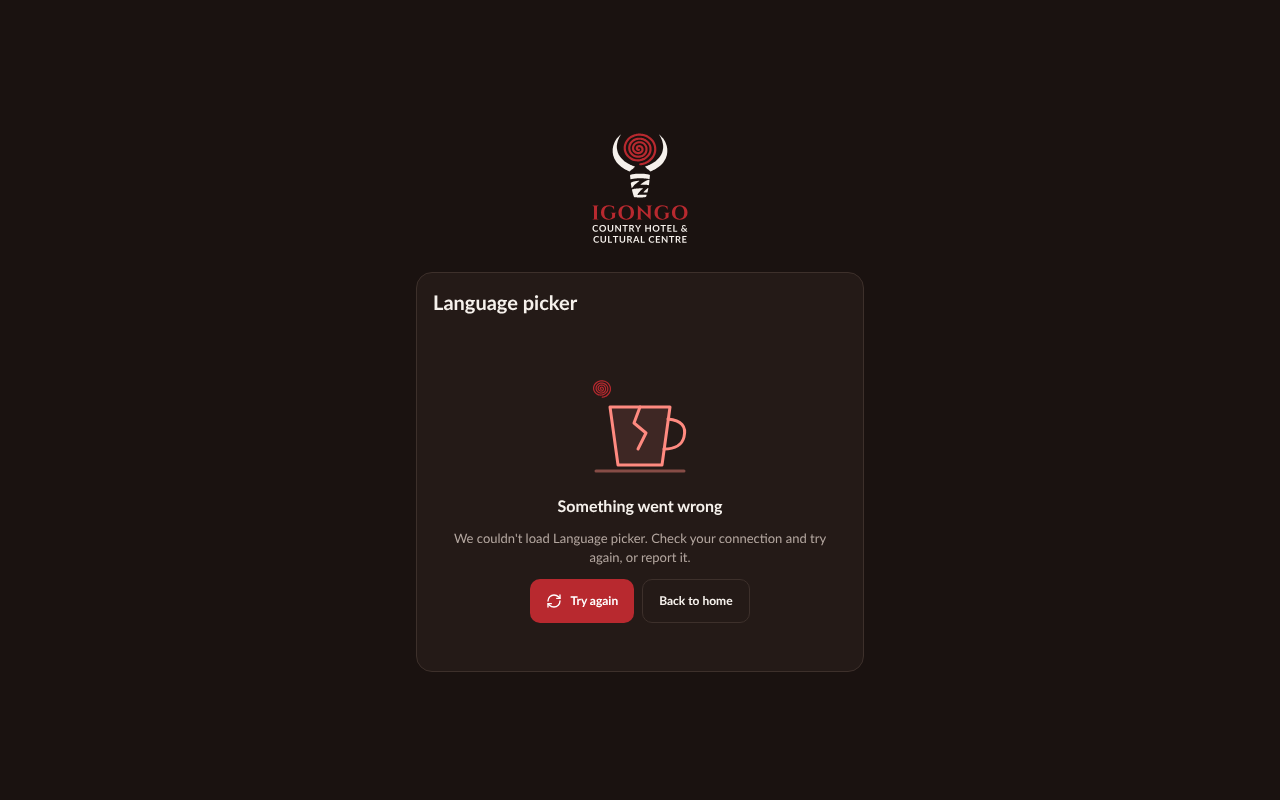 IGONGO
COUNTRY HOTEL &
CULTURAL CENTRE
Language picker
Something went wrong
We couldn't load Language picker. Check your connection and try
again, or report it.
Try again
Back to home